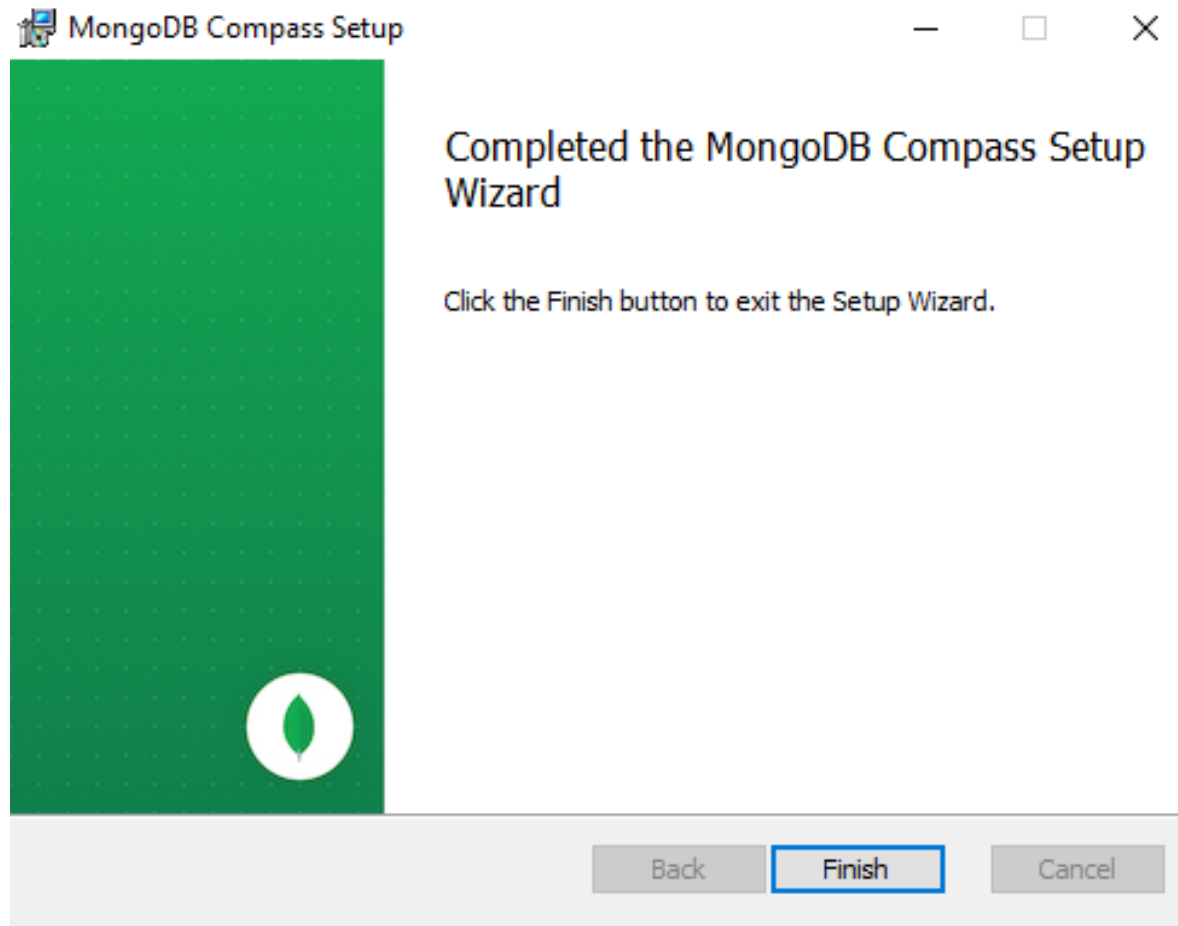 MongoDB Compass Setup
Completed the MongoDB Compass Setup
Wizard
Click the Finish button to exit the Setup Wizard.
Back
Finish
Cancel